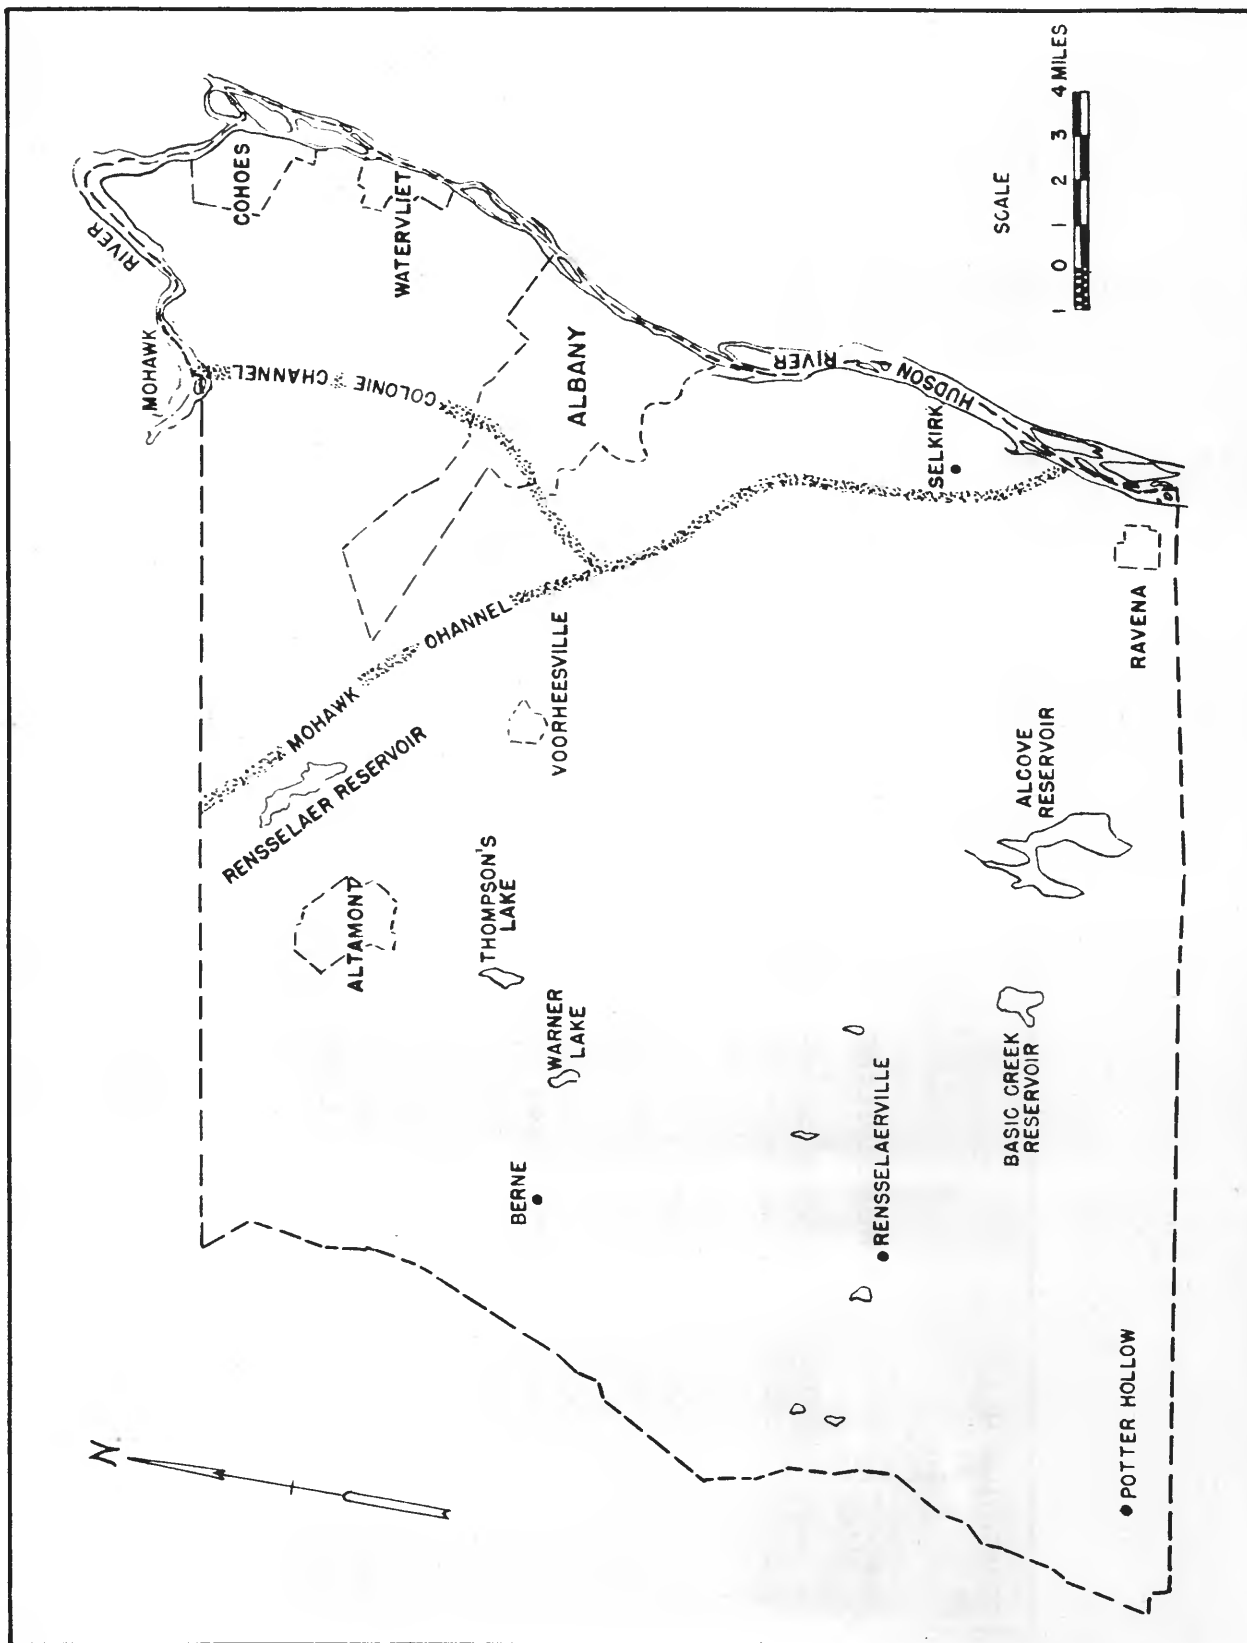 N
MOHAWK
RIVER
COHOES
WATERVLIET
COLONIE CHANNEL
ALBANY
HUDSON
RIVER
SELKIRK
MOHAWK
OHANNEL
RENSSELAER RESERVOIR
VOORHEESVILLE
ALTAMONT
THOMPSON'S
LAKE
WARNER
LAKE
BERNE
RENSSELAERVILLE
ALCOVE
RESERVOIR
BASIC CREEK
RESERVOIR
RAVENA
POTTER HOLLOW
SCALE
1 0 1 2 3 4 MILES